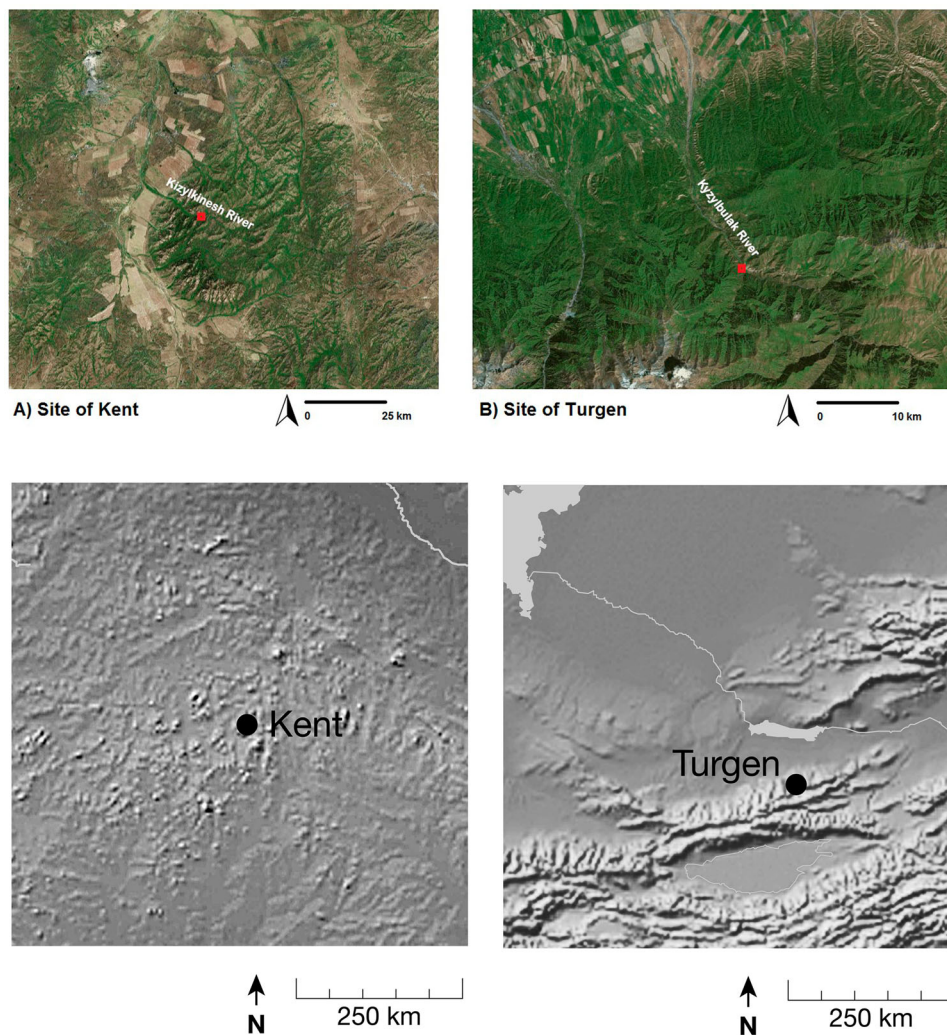 Kizylkinesh River
Kyzylbulak River
A) Site of Kent
0
25 km
B) Site of Turgen
0
10 km
Kent
Turgen
N
250 km
N
250 km